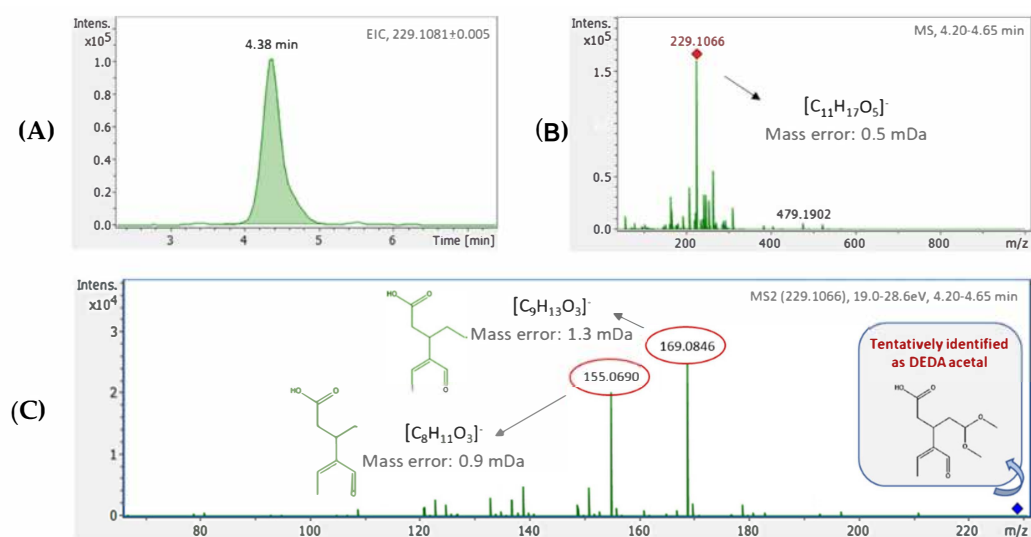 (A)
Intens.
x10⁵
EIC, 229.1081±0.005
4.38 min
1.0
0.8
0.6
0.4
0.2
0.0
3 4 5 6 Time [min]
(B)
Intens.
x10⁵
MS, 4.20-4.65 min
229.1066
[C₁₁H₁₇O₅]⁻
Mass error: 0.5 mDa
1.5
1.0
0.5
0.0
479.1902
200 400 600 800 m/z
(C)
Intens.
x10⁴
MS2 (229.1066), 19.0-28.6eV, 4.20-4.65 min
HO O
O
[C₉H₁₃O₃]⁻
Mass error: 1.3 mDa
169.0846
155.0690
HO O
O
[C₈H₁₁O₃]⁻
Mass error: 0.9 mDa
Tentatively identified
as DEDA acetal
HO O
O
O
O
3
2
1
0
80 100 120 140 160 180 200 220 m/z